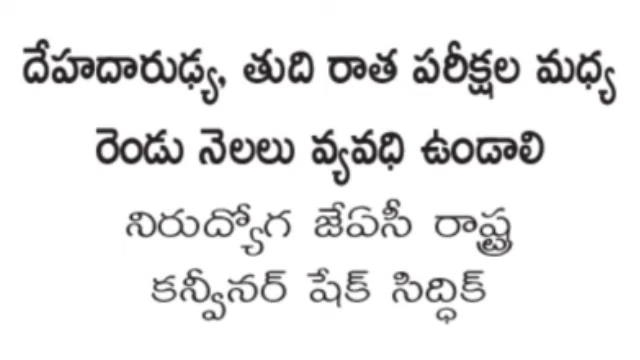 దేహదారుఢ్య, తుది రాత పరీక్షల మధ్య
రెండు నెలలు వ్యవధి ఉండాలి
నిరుద్యోగ జేఏసీ రాష్ట్ర
కన్వీనర్ షేక్ సిద్ధిక్